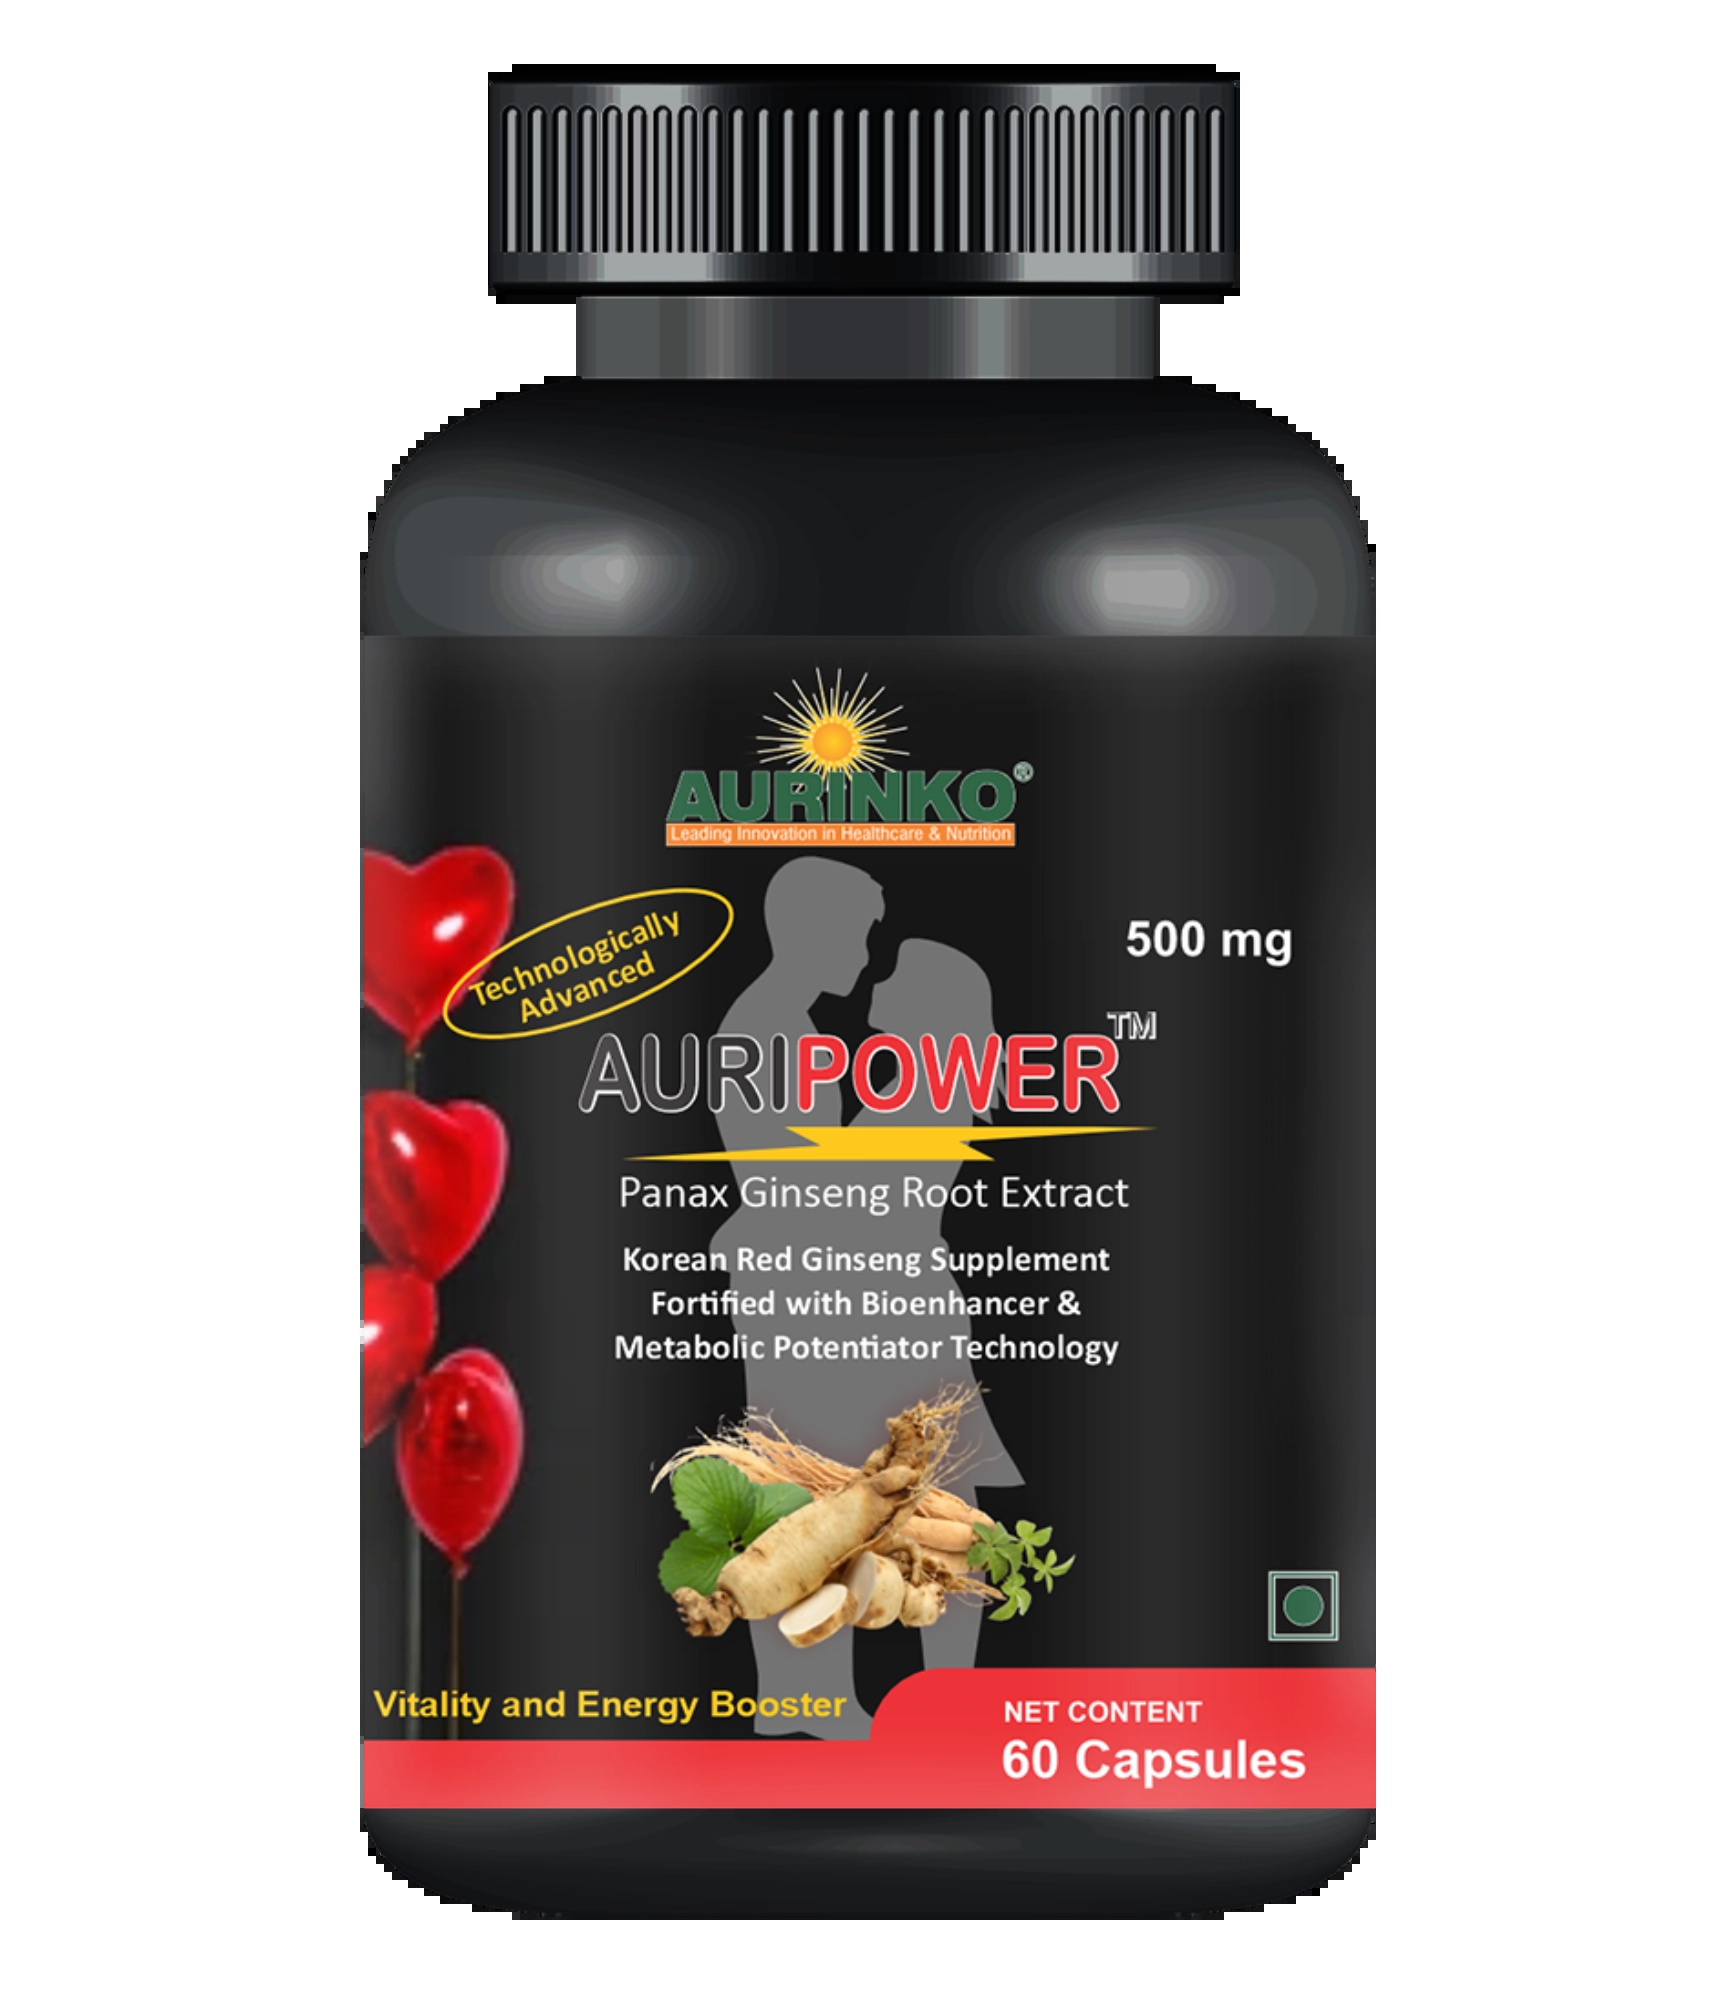 AURINKO®
Leading Innovation in Healthcare & Nutrition
Technologically
Advanced
500 mg
AURIPOWER™
Panax Ginseng Root Extract
Korean Red Ginseng Supplement
Fortified with Bioenhancer &
Metabolic Potentiator Technology
Vitality and Energy Booster
NET CONTENT
60 Capsules